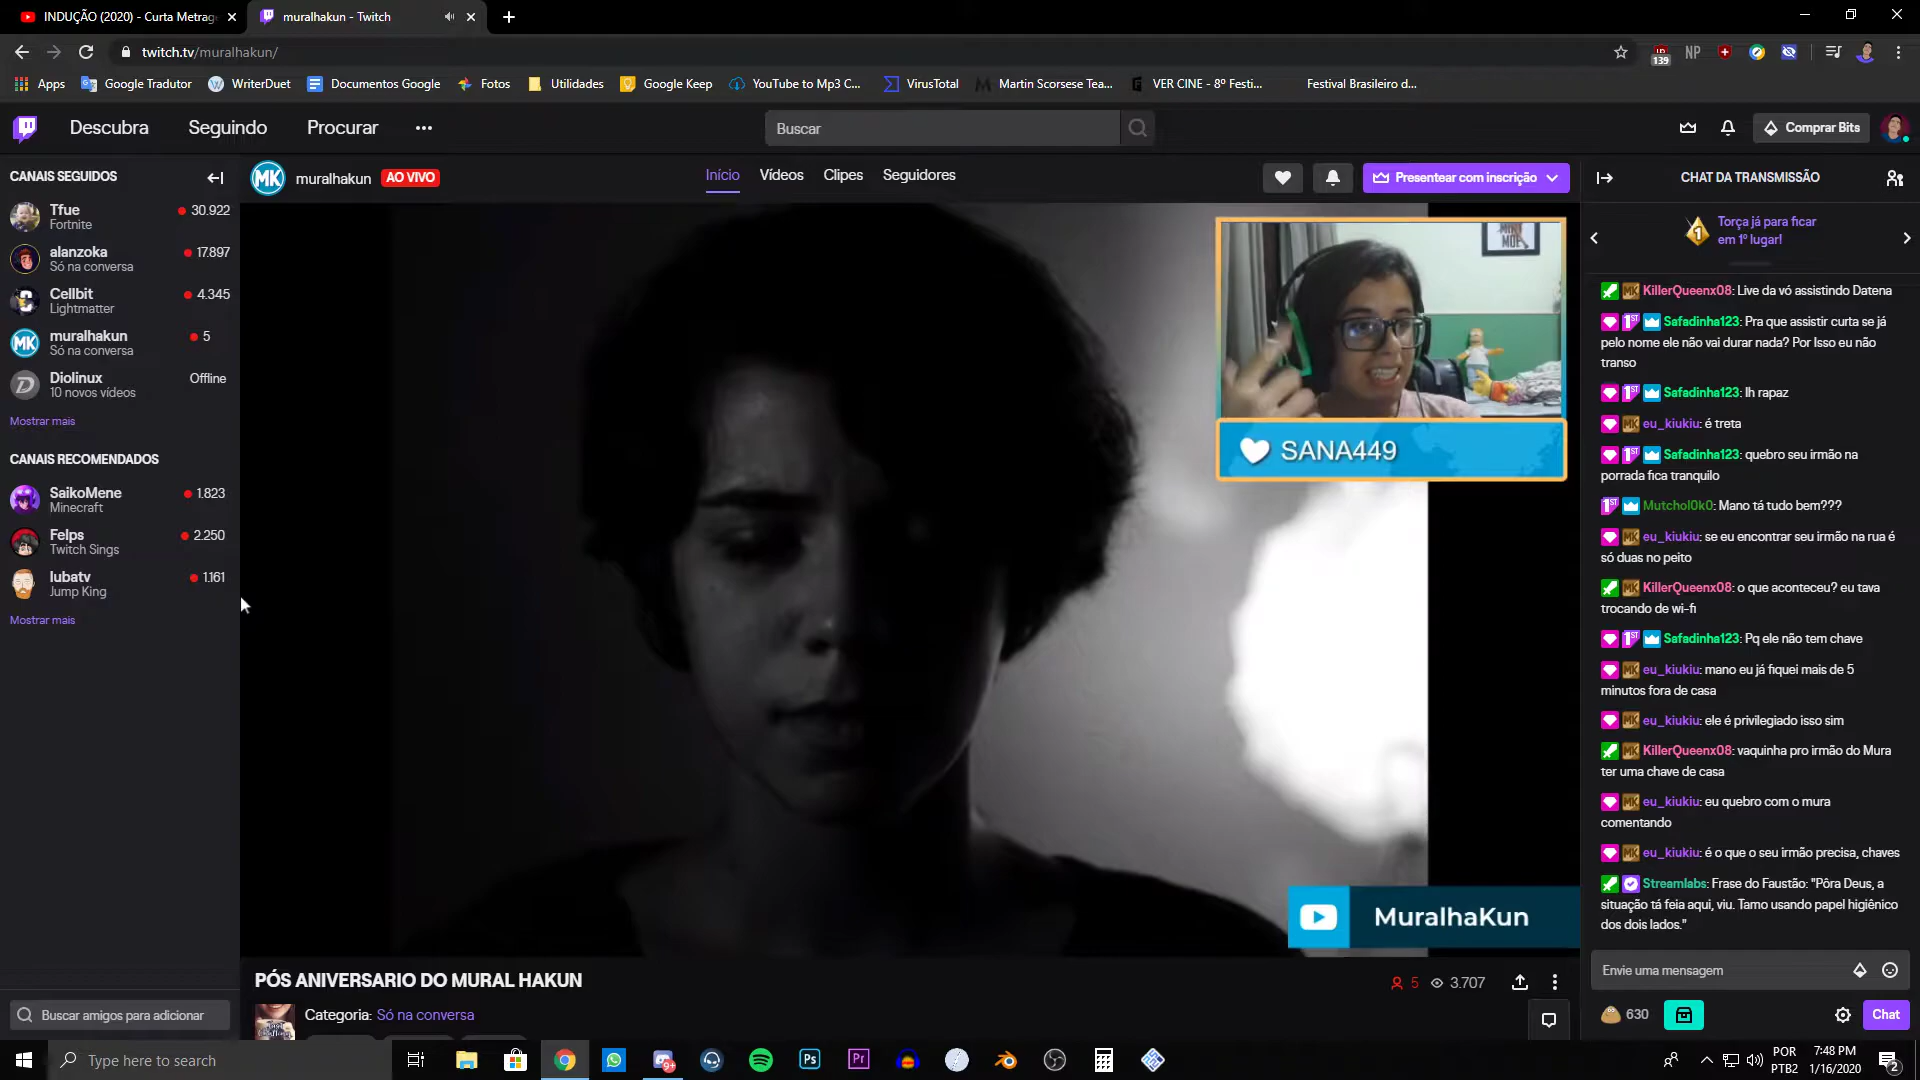 INDUÇÃO (2020) - Curta Metrag
muralhakun - Twitch
twitch.tv/muralhakun/
139
NP
Apps
Google Tradutor
WriterDuet
Documentos Google
Fotos
Utilidades
Google Keep
YouTube to Mp3 C...
VirusTotal
Martin Scorsese Tea...
VER CINE - 8º Festi...
Festival Brasileiro d...
Descubra
Seguindo
Procurar
Buscar
Comprar Bits
CANAIS SEGUIDOS
Tfue
30.922
Fortnite
alanzoka
17.897
Só na conversa
Cellbit
4.345
Lightmatter
muralhakun
5
Só na conversa
Diolinux
Offline
10 novos vídeos
Mostrar mais
CANAIS RECOMENDADOS
SaikoMene
1.823
Minecraft
Felps
2.250
Twitch Sings
lubatv
1.161
Jump King
Mostrar mais
Buscar amigos para adicionar
MK
muralhakun
AO VIVO
Início
Vídeos
Clipes
Seguidores
Presentear com inscrição
SANA449
MuralhaKun
PÓS ANIVERSARIO DO MURAL HAKUN
5
3.707
Categoria: Só na conversa
CHAT DA TRANSMISSÃO
Torça já para ficar
em 1º lugar!
KillerQueenx08: Live da vó assistindo Datena
Safadinha123: Pra que assistir curta se já
pelo nome ele não vai durar nada? Por Isso eu não
transo
Safadinha123: Ih rapaz
eu_kiukiu: é treta
Safadinha123: quebro seu irmão na
porrada fica tranquilo
Mutchol0k0: Mano tá tudo bem???
eu_kiukiu: se eu encontrar seu irmão na rua é
só duas no peito
KillerQueenx08: o que aconteceu? eu tava
trocando de wi-fi
Safadinha123: Pq ele não tem chave
eu_kiukiu: mano eu já fiquei mais de 5
minutos fora de casa
eu_kiukiu: ele é privilegiado isso sim
KillerQueenx08: vaquinha pro irmão do Mura
ter uma chave de casa
eu_kiukiu: eu quebro com o mura
comentando
eu_kiukiu: é o que o seu irmão precisa, chaves
Streamlabs: Frase do Faustão: "Pôra Deus, a
situação tá feia aqui, viu. Tamo usando papel higiênico
dos dois lados."
Envie uma mensagem
630
Chat
Type here to search
9+
Ps
Pr
POR
PTB2
7:48 PM
1/16/2020
2